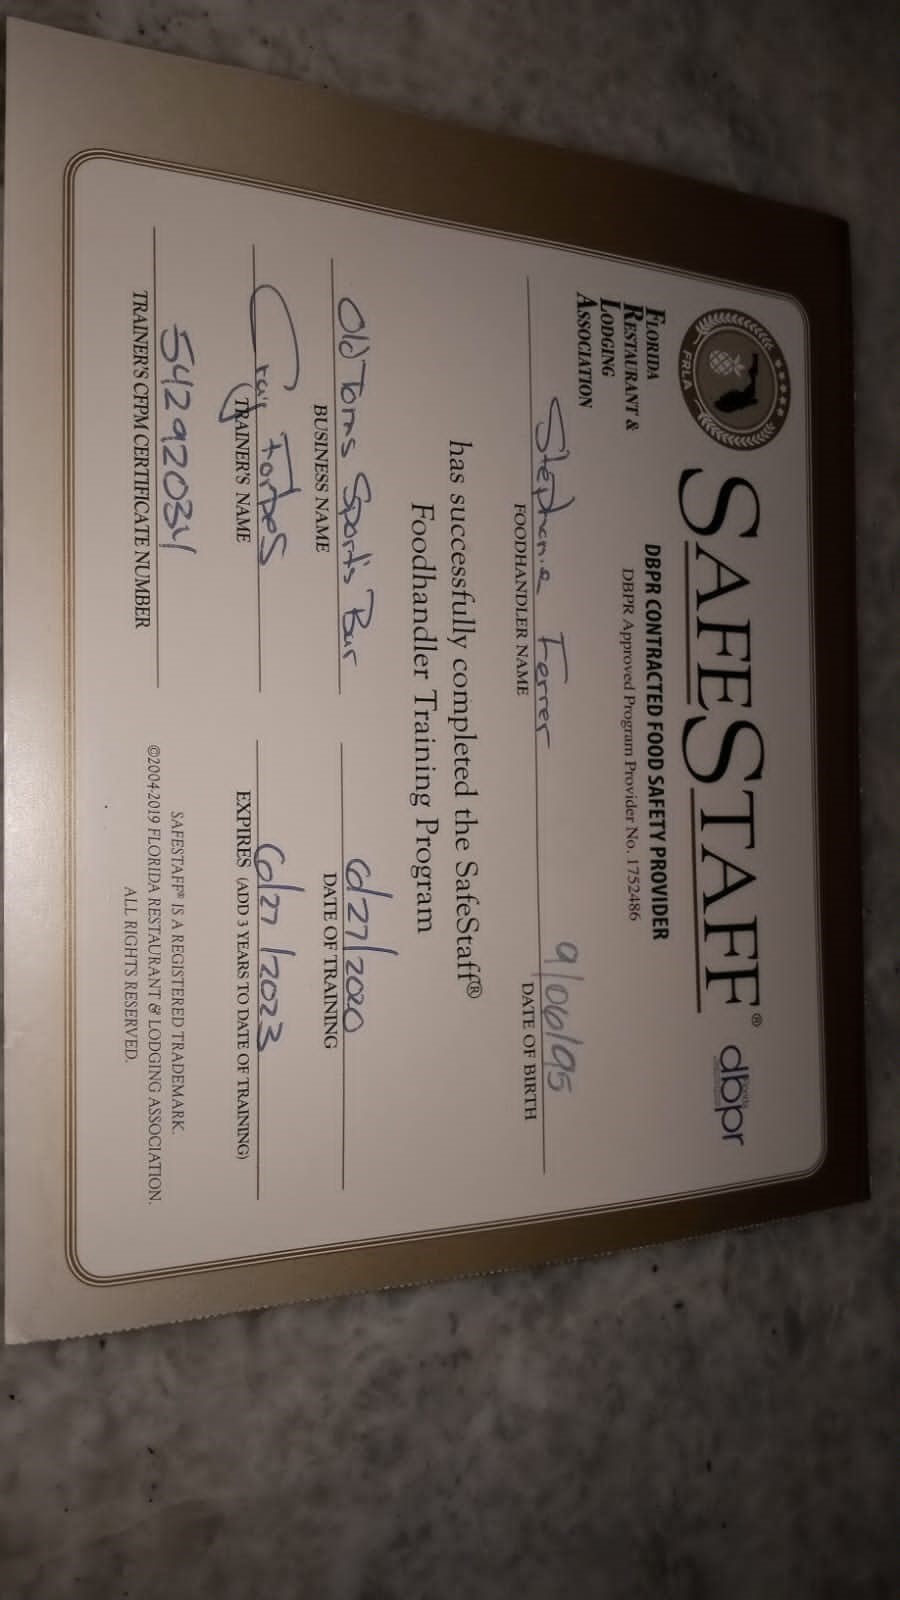 SAFESTAFF®
Florida
dbpr
FRLA
FLORIDA
RESTAURANT &
LODGING
ASSOCIATION
DBPR CONTRACTED FOOD SAFETY PROVIDER
DBPR Approved Program Provider No. 1752486
Stephanie Ferrer 9/06/95
FOODHANDLER NAME DATE OF BIRTH
has successfully completed the SafeStaff®
Foodhandler Training Program
Old Toms Sports Bar 6/27/2020
BUSINESS NAME DATE OF TRAINING
Craig Forbes 6/27/2023
TRAINER'S NAME EXPIRES (ADD 3 YEARS TO DATE OF TRAINING)
54292034
TRAINER'S CFPM CERTIFICATE NUMBER
SAFESTAFF® IS A REGISTERED TRADEMARK.
©2004-2019 FLORIDA RESTAURANT & LODGING ASSOCIATION.
ALL RIGHTS RESERVED.